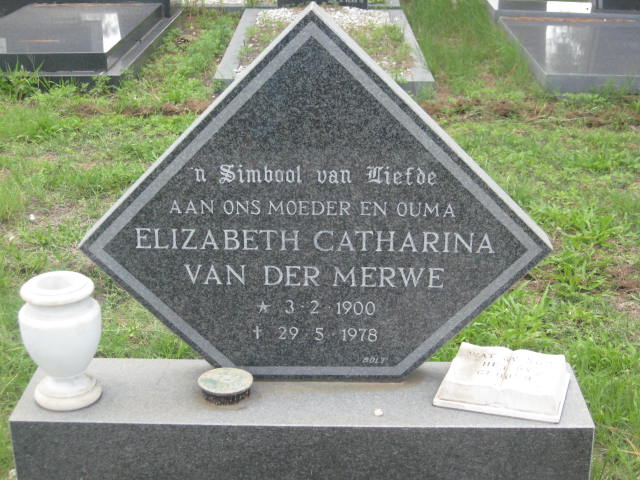 'n Simbool van Liefde
AAN ONS MOEDER EN OUMA
ELIZABETH CATHARINA
VAN DER MERWE
* 3-2-1900
† 29-5-1978
BOLT